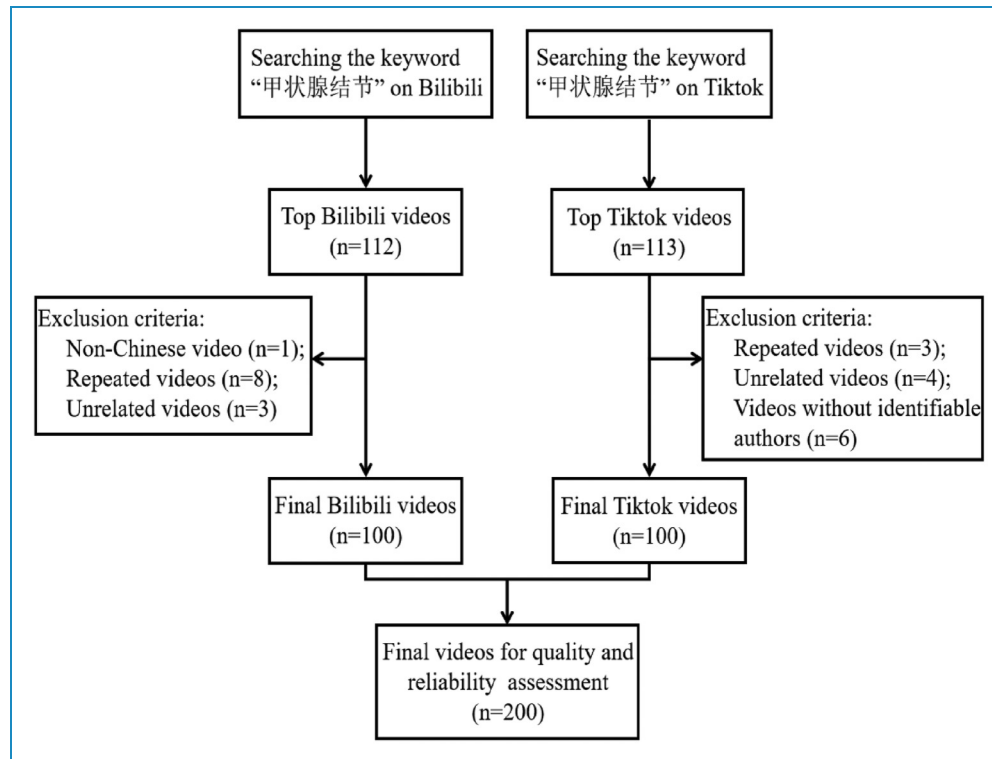 Searching the keyword
“甲状腺结节” on Bilibili
Searching the keyword
“甲状腺结节” on Tiktok
Top Bilibili videos
(n=112)
Top Tiktok videos
(n=113)
Exclusion criteria:
Non-Chinese video (n=1);
Repeated videos (n=8);
Unrelated videos (n=3)
Exclusion criteria:
Repeated videos (n=3);
Unrelated videos (n=4);
Videos without identifiable
authors (n=6)
Final Bilibili videos
(n=100)
Final Tiktok videos
(n=100)
Final videos for quality and
reliability assessment
(n=200)